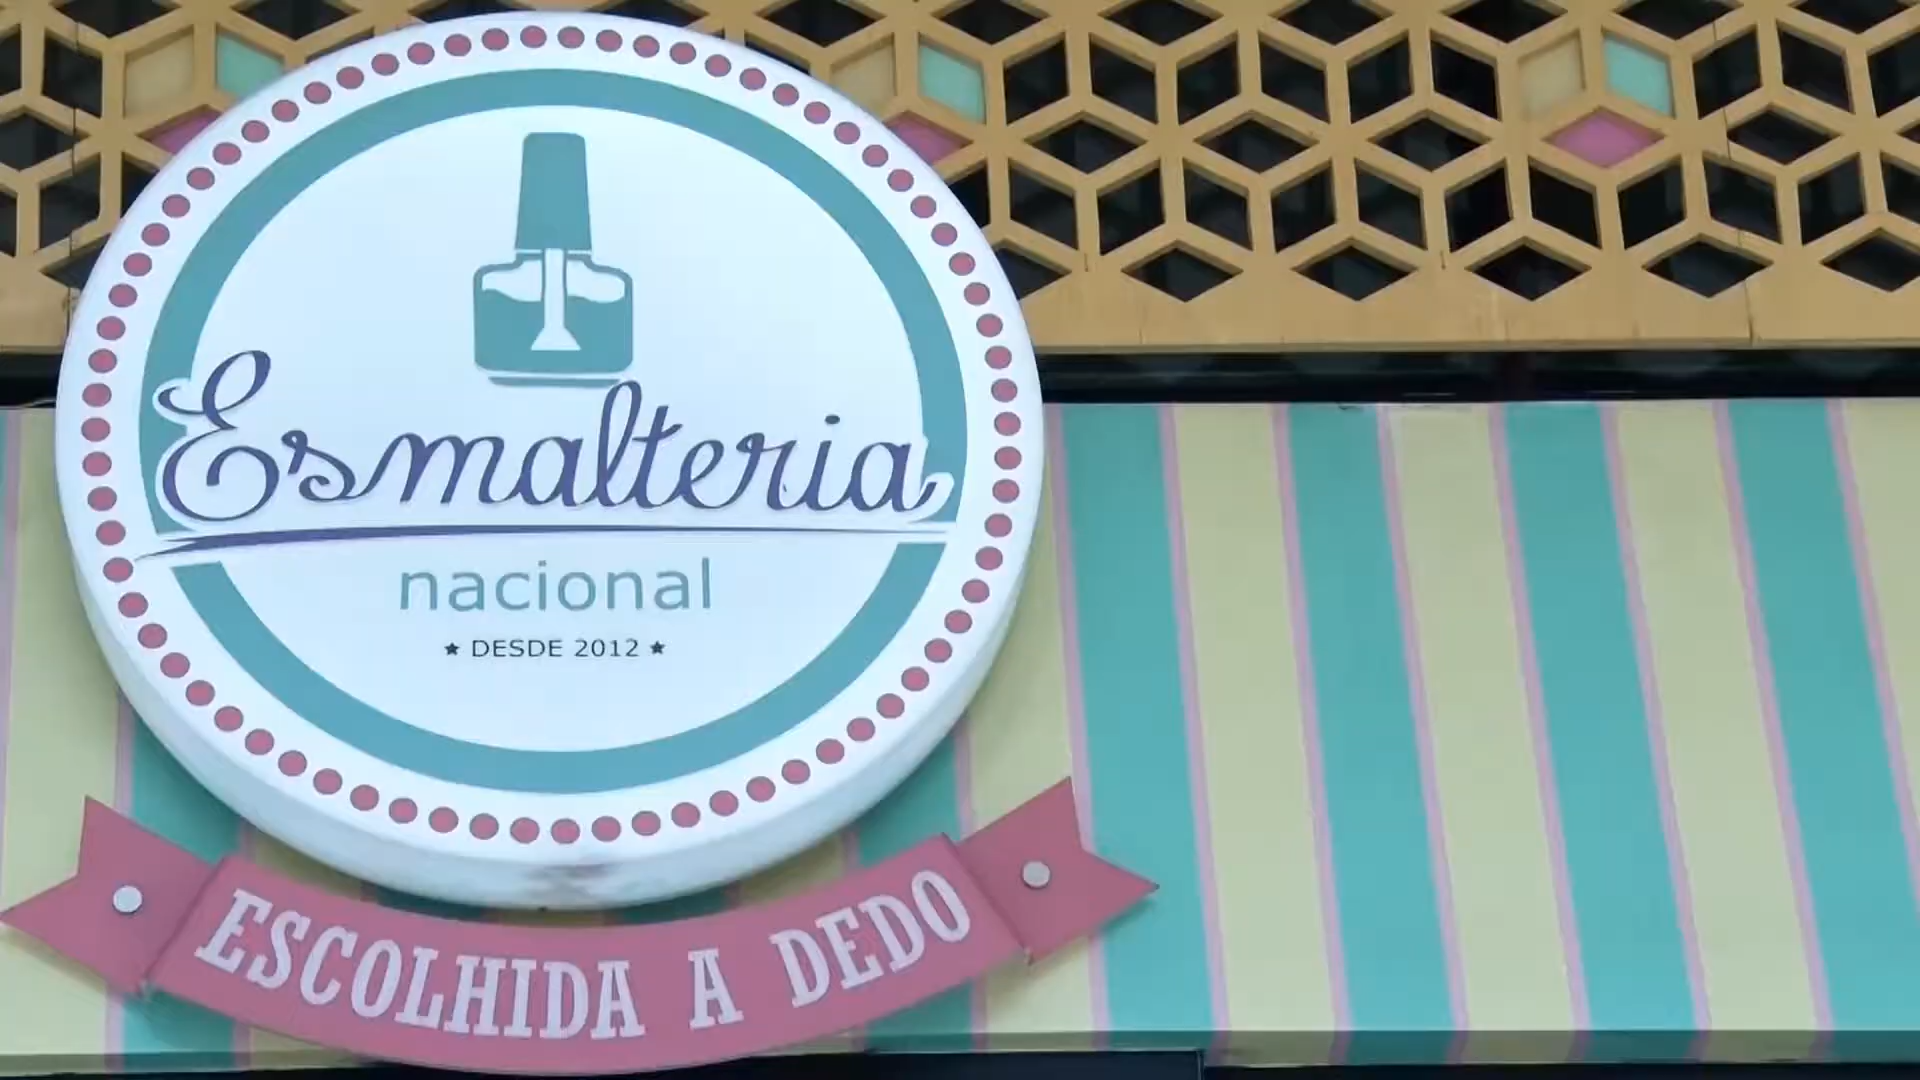 Esmalteria
nacional
★ DESDE 2012 ★
ESCOLHIDA A DEDO